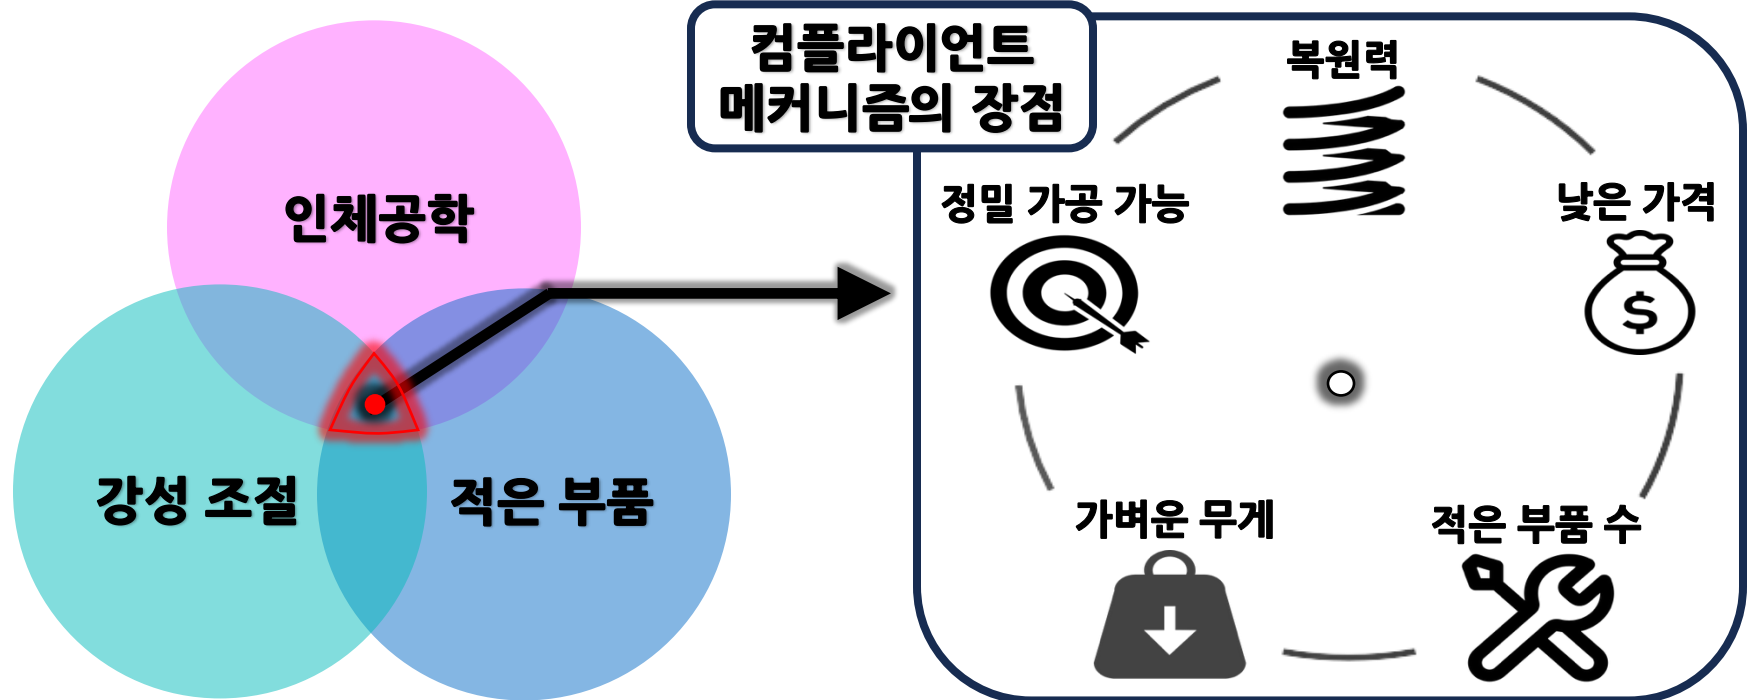 컴플라이언트
메커니즘의 장점
인체공학
강성 조절
적은 부품
복원력
정밀 가공 가능
낮은 가격
$
가벼운 무게
적은 부품 수